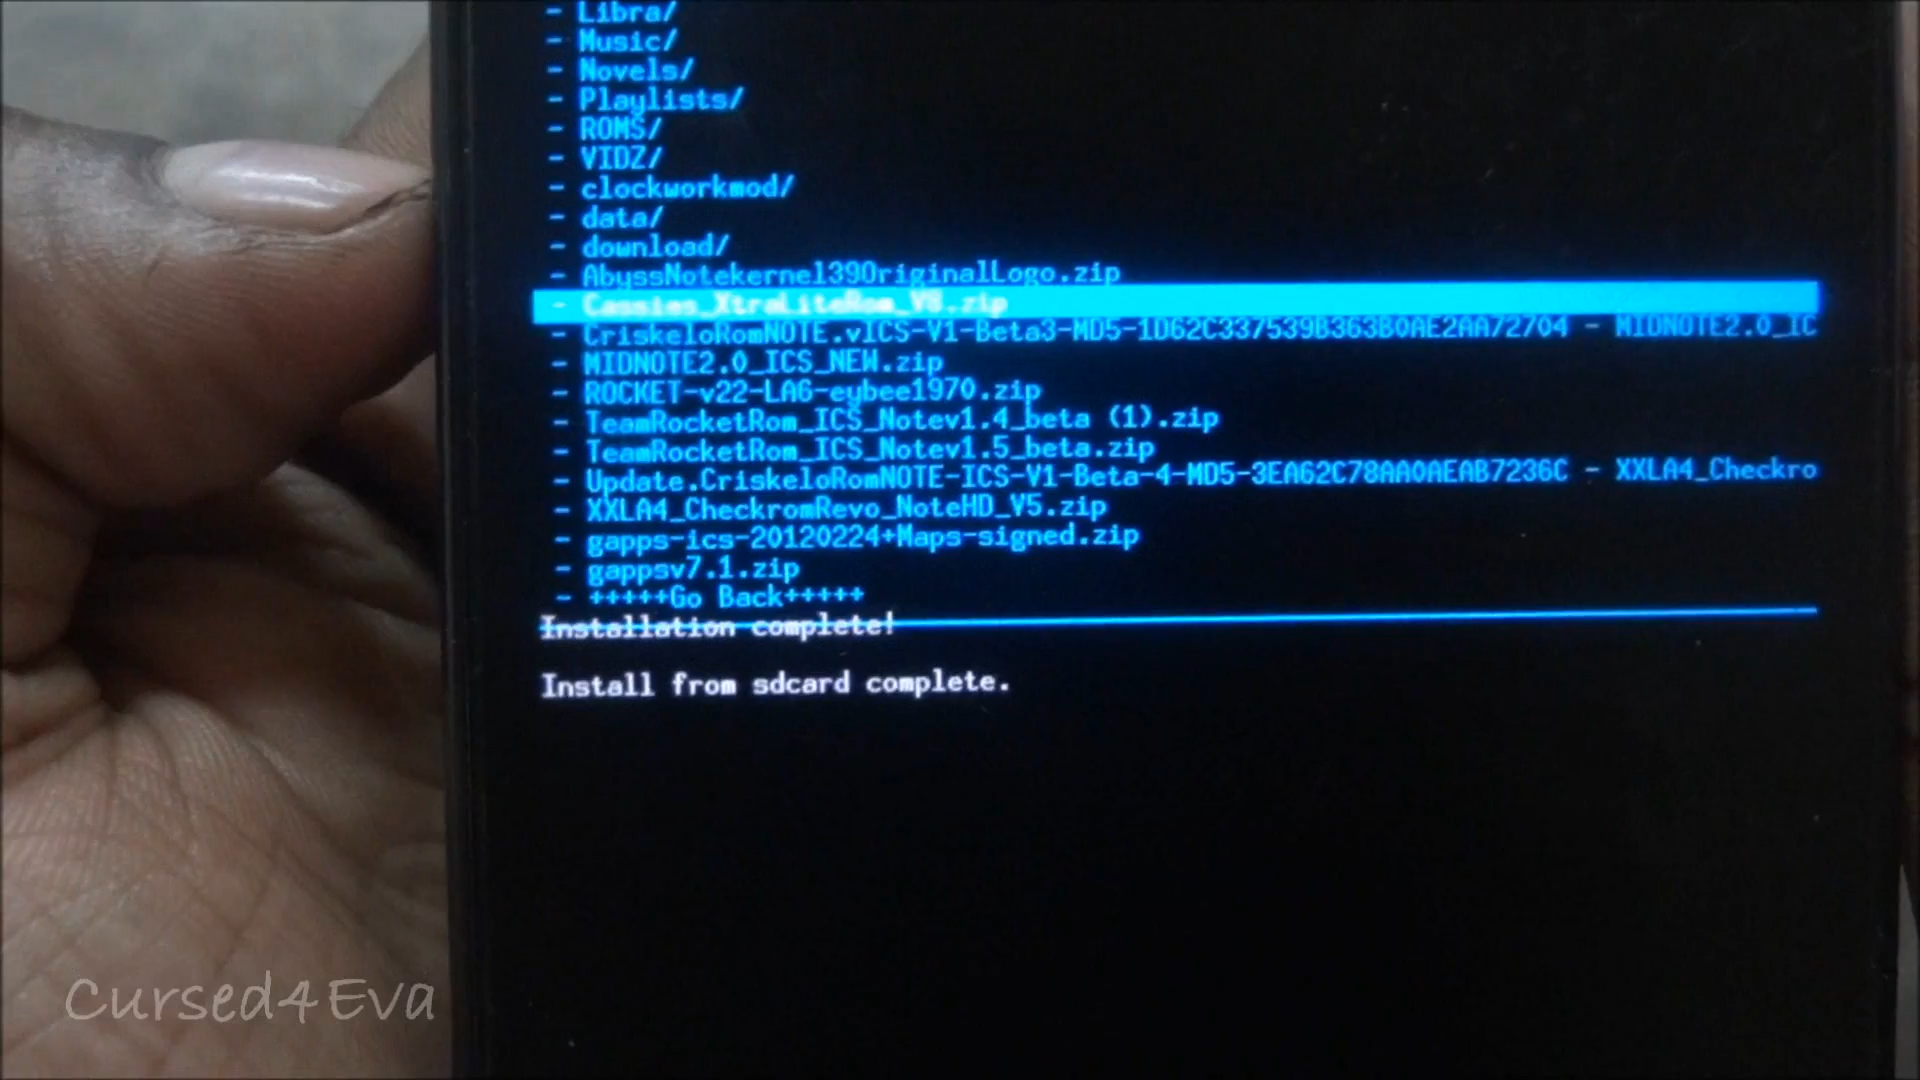 - Libra/
- Music/
- Novels/
- Playlists/
- ROMS/
- VIDZ/
- clockworkmod/
- data/
- download/
- AbyssNotekernel39OriginalLogo.zip
- Cassies_XtraLiteRom_V8.zip
- CriskeloRomNOTE.vICS-V1-Beta3-MD5-1D62C337539B363B0AE2AA72704 - MIDNOTE2.0_IC
- MIDNOTE2.0_ICS_NEW.zip
- ROCKET-v22-LA6-eybee1970.zip
- TeamRocketRom_ICS_Notev1.4_beta (1).zip
- TeamRocketRom_ICS_Notev1.5_beta.zip
- Update.CriskeloRomNOTE-ICS-V1-Beta-4-MD5-3EA62C78AA0AEAB7236C - XXLA4_Checkro
- XXLA4_CheckromRevo_NoteHD_V5.zip
- gapps-ics-20120224+Maps-signed.zip
- gappsv7.1.zip
- +++++Go Back+++++
Installation complete!
Install from sdcard complete.
Cursed4Eva